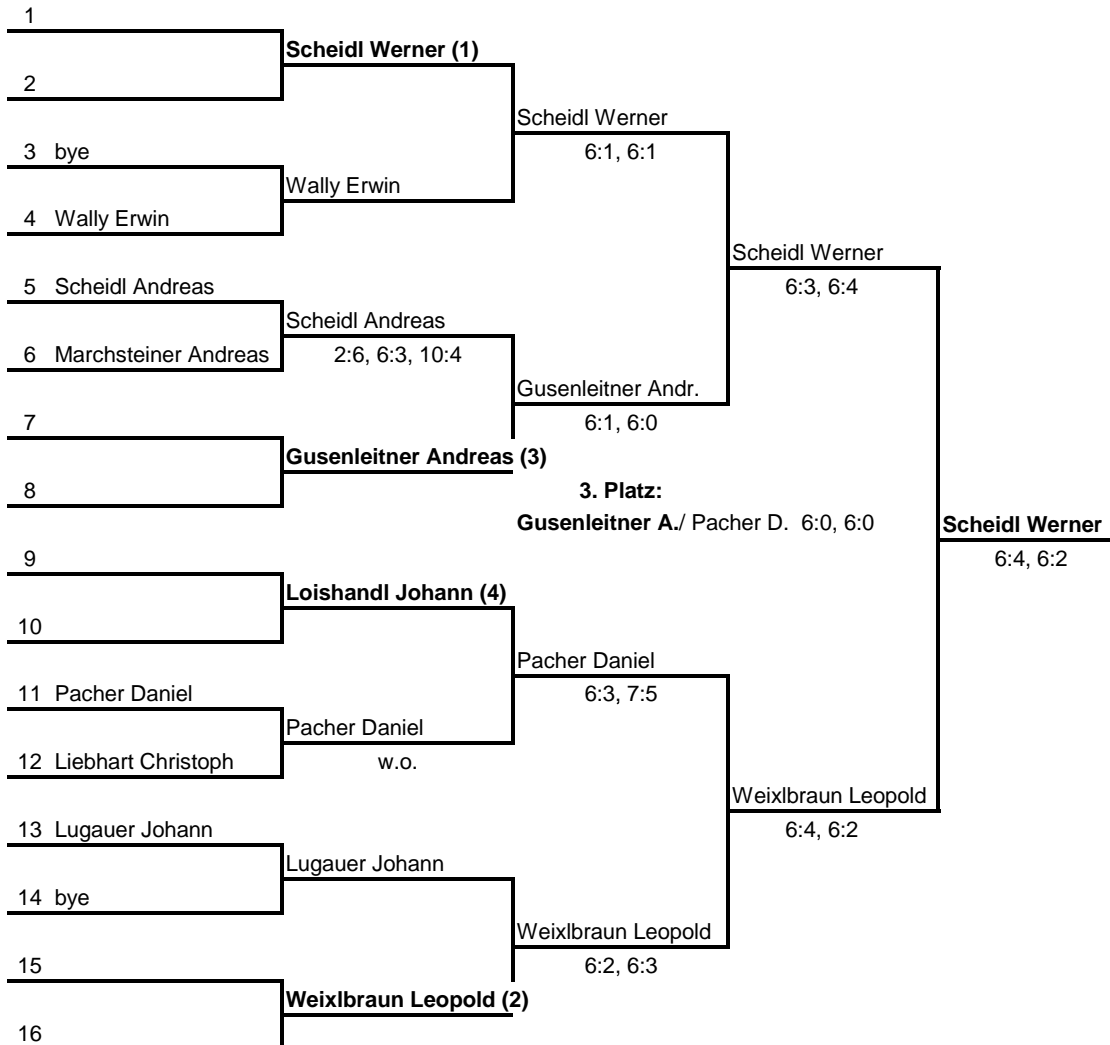 1
Scheidl Werner (1)
2
Scheidl Werner
6:1, 6:1
3 bye
Wally Erwin
4 Wally Erwin
Scheidl Werner
6:3, 6:4
5 Scheidl Andreas
Scheidl Andreas
2:6, 6:3, 10:4
6 Marchsteiner Andreas
Gusenleitner Andr.
6:1, 6:0
7
Gusenleitner Andreas (3)
8
3. Platz:
Gusenleitner A./ Pacher D. 6:0, 6:0
Scheidl Werner
6:4, 6:2
9
Loishandl Johann (4)
10
Pacher Daniel
6:3, 7:5
11 Pacher Daniel
Pacher Daniel
w.o.
12 Liebhart Christoph
Weixlbraun Leopold
6:4, 6:2
13 Lugauer Johann
Lugauer Johann
14 bye
Weixlbraun Leopold
6:2, 6:3
15
Weixlbraun Leopold (2)
16